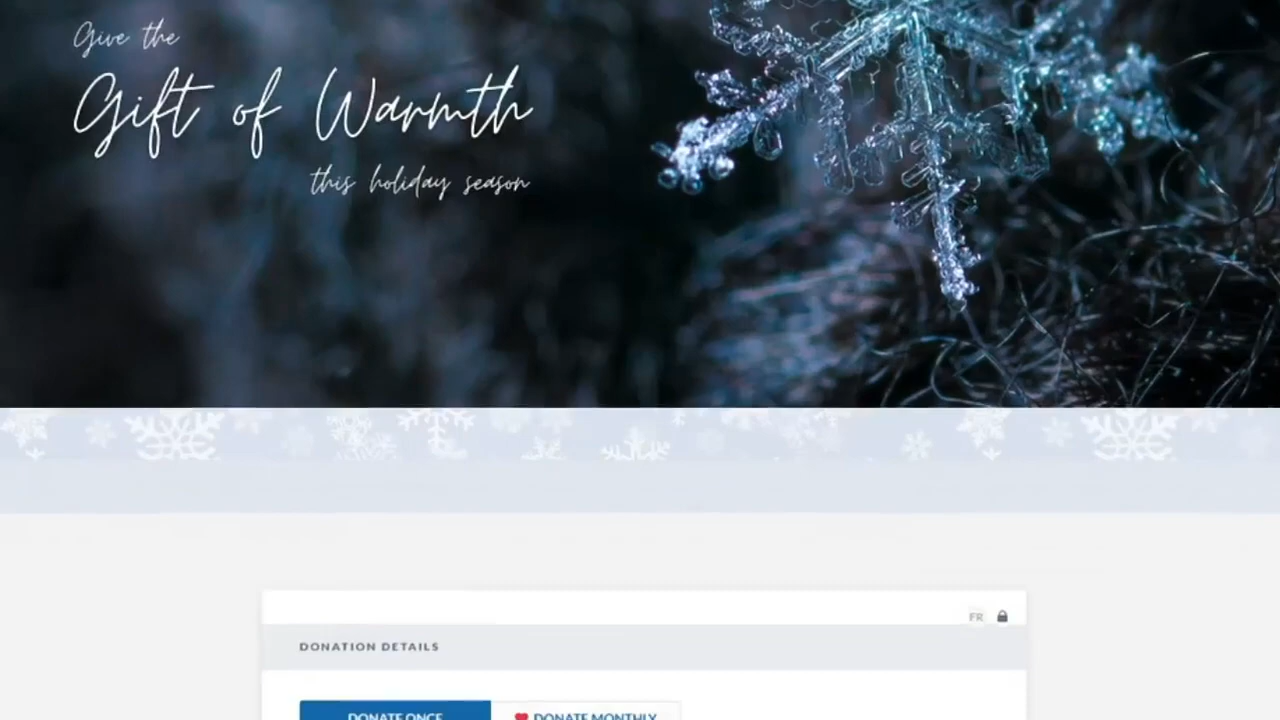 Give the
Gift of Warmth
this holiday season
FR
DONATION DETAILS
DONATE ONCE
DONATE MONTHLY